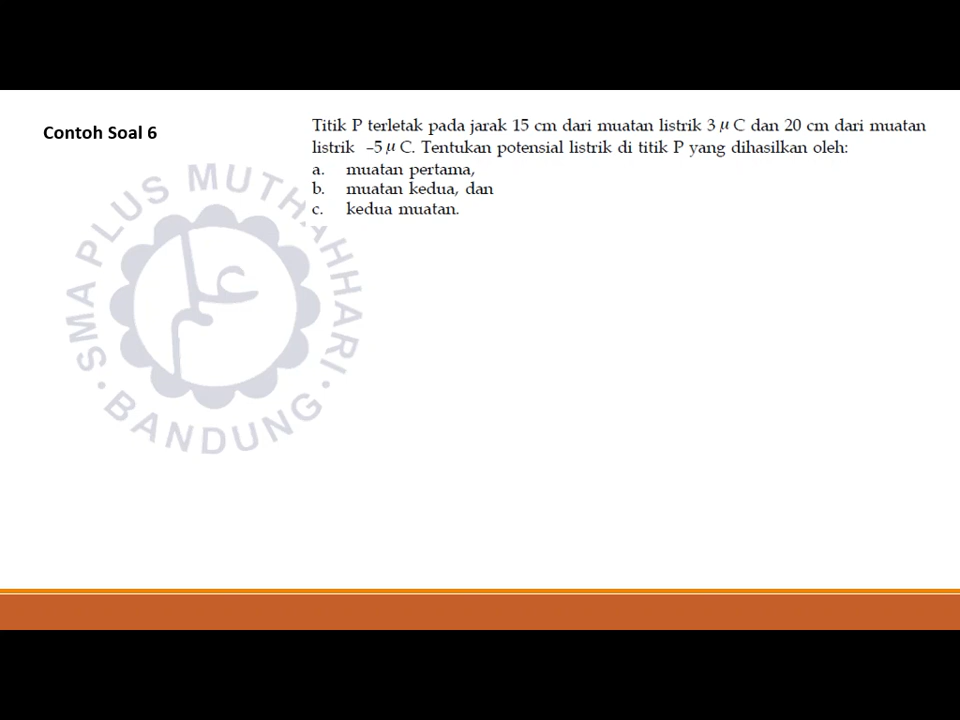 Contoh Soal 6
Titik P terletak pada jarak 15 cm dari muatan listrik 3 μ C dan 20 cm dari muatan
listrik –5 μ C. Tentukan potensial listrik di titik P yang dihasilkan oleh:
a. muatan pertama,
b. muatan kedua, dan
c. kedua muatan.
SMA PLUS MUTHAHHARI
• BANDUNG •